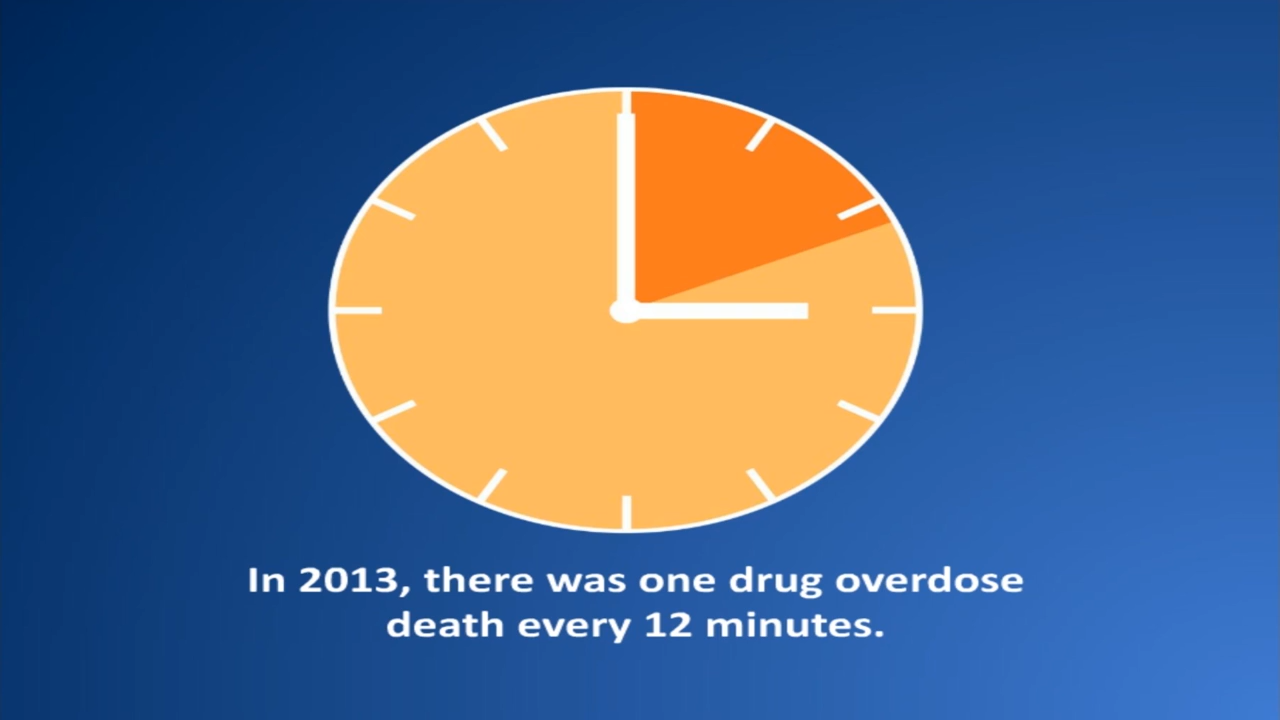 In 2013, there was one drug overdose
death every 12 minutes.